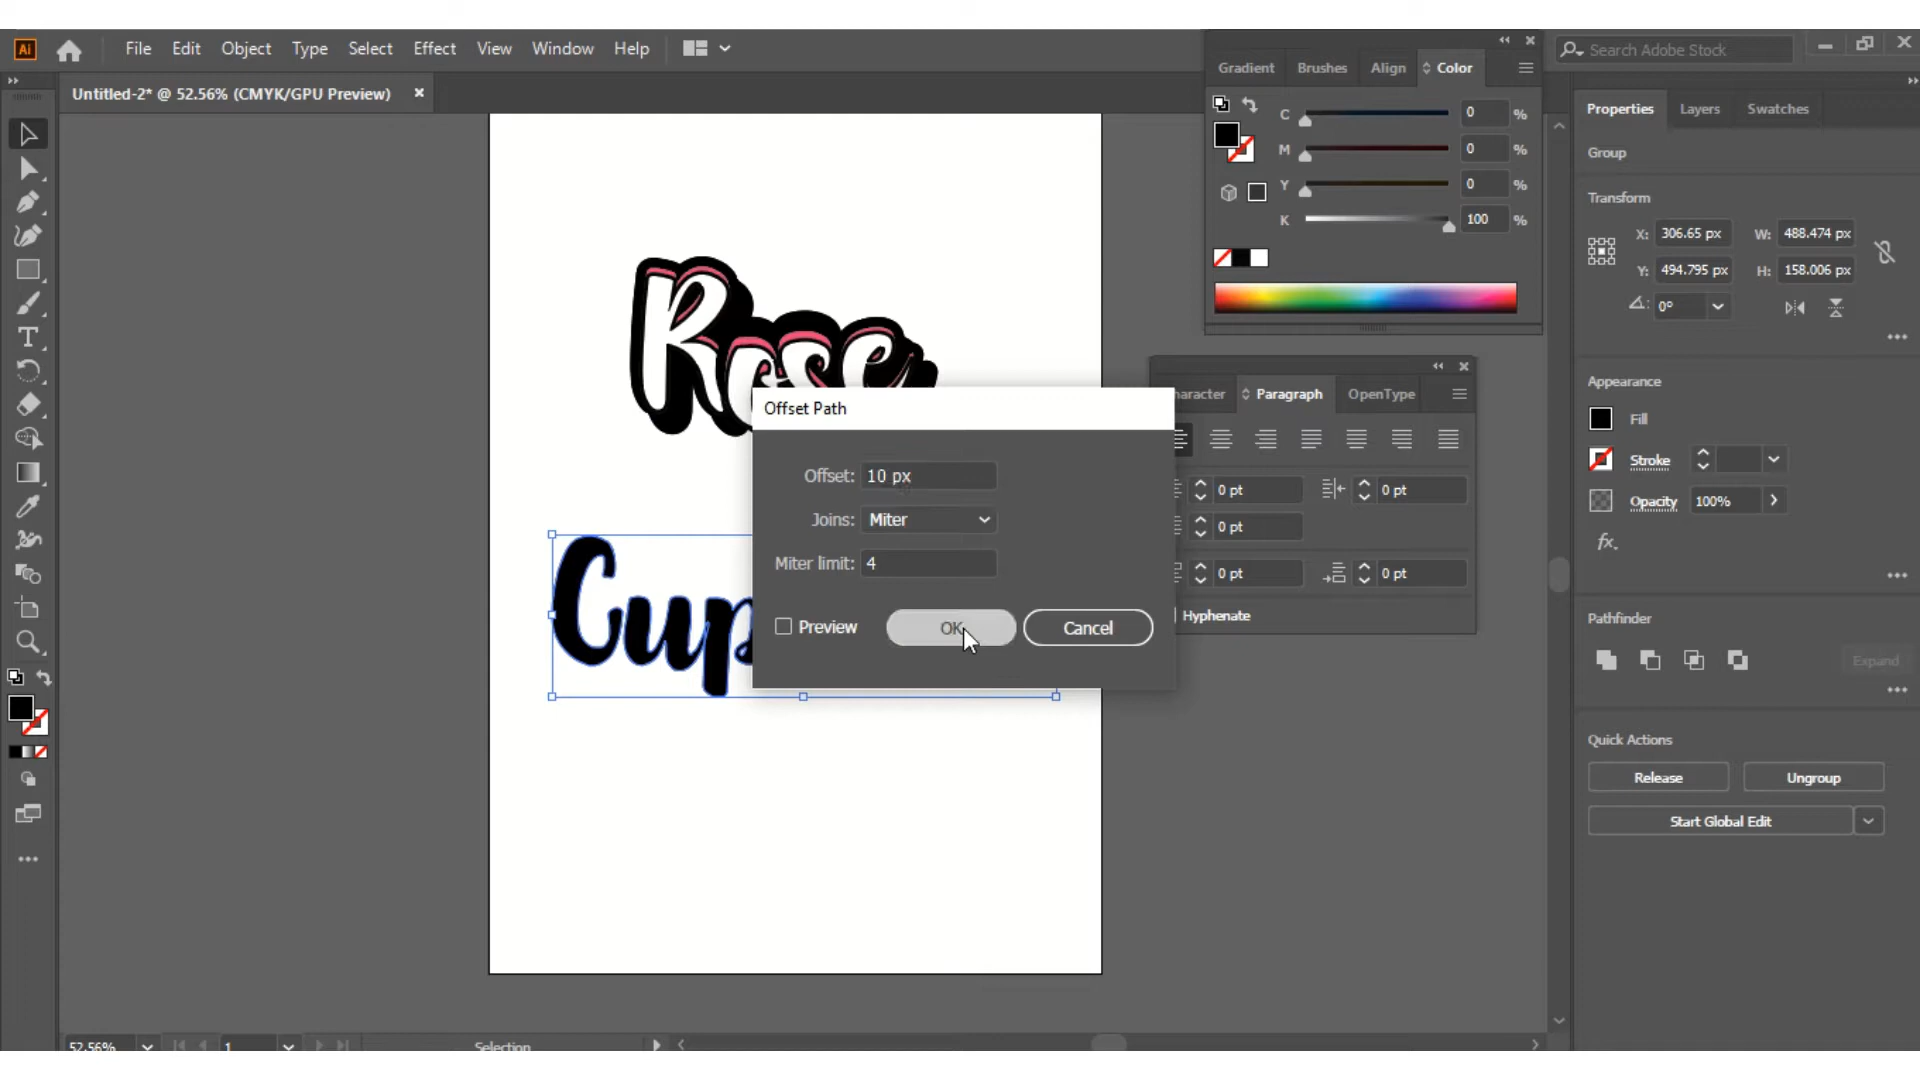 Ai File Edit Object Type Select Effect View Window Help
Search Adobe Stock
Untitled-2* @ 52.56% (CMYK/GPU Preview) ×
Gradient Brushes Align Color
C 0 %
M 0 %
Y 0 %
K 100 %
Properties Layers Swatches
Group
Transform
X: 306.65 px W: 488.474 px
Y: 494.795 px H: 158.006 px
0°
Appearance
Fill
Stroke
Opacity 100%
fx.
Pathfinder
Expand
Quick Actions
Release Ungroup
Start Global Edit
Rose
Cup
Offset Path
Offset: 10 px
Joins: Miter
Miter limit: 4
Preview OK Cancel
haracter Paragraph OpenType
0 pt 0 pt
0 pt
0 pt 0 pt
Hyphenate
52.56% 1 Selection